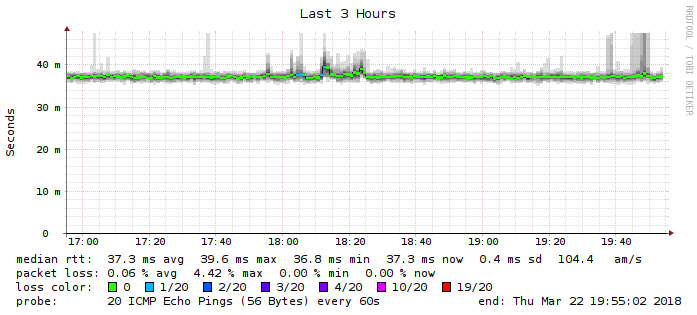 Last 3 Hours
RRDTOOL / TOBI OETIKER
Seconds
40 m
30 m
20 m
10 m
0
17:00 17:20 17:40 18:00 18:20 18:40 19:00 19:20 19:40
median rtt: 37.3 ms avg 39.6 ms max 36.8 ms min 37.3 ms now 0.4 ms sd 104.4 am/s
packet loss: 0.06 % avg 4.42 % max 0.00 % min 0.00 % now
loss color: 0 1/20 2/20 3/20 4/20 10/20 19/20
probe: 20 ICMP Echo Pings (56 Bytes) every 60s end: Thu Mar 22 19:55:02 2018